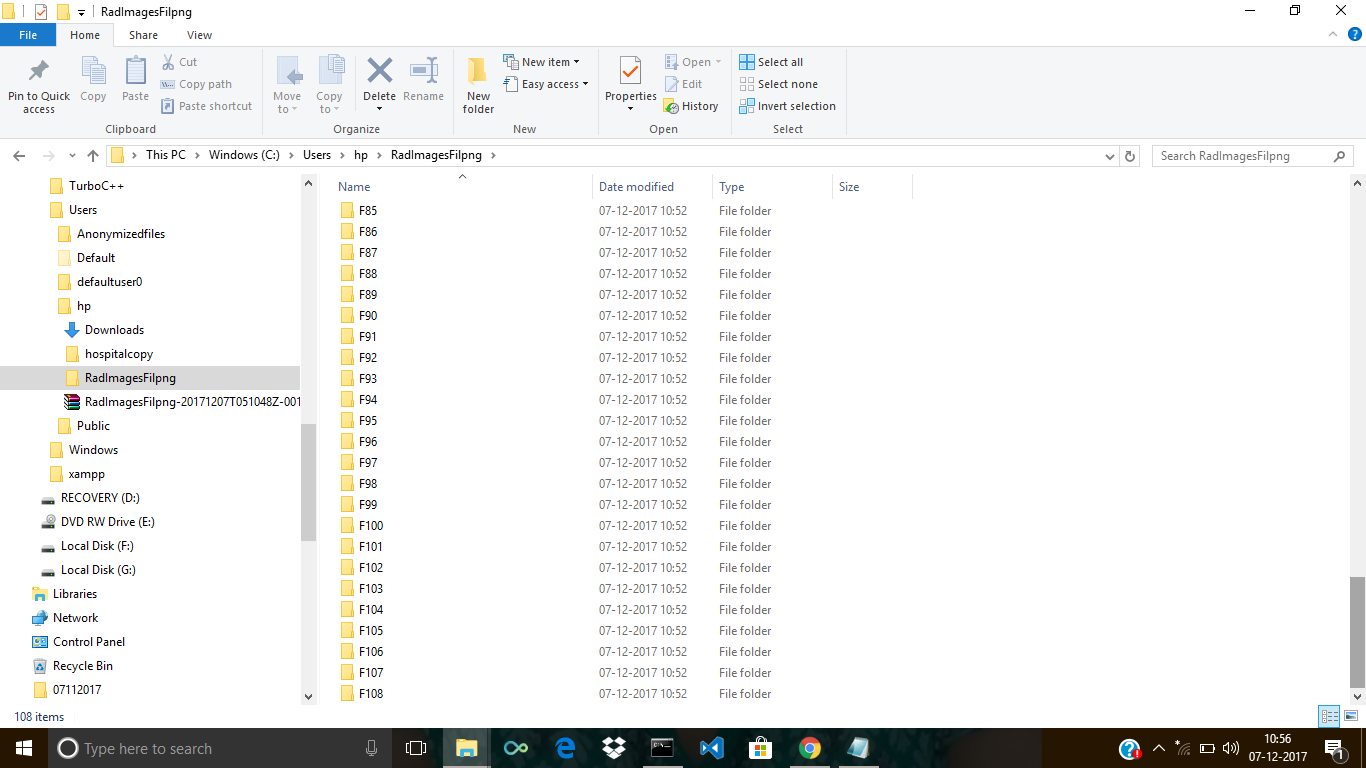 RadImagesFilpng
File Home Share View
Pin to Quick access
Copy
Paste
Cut
Copy path
Paste shortcut
Clipboard
Move to
Copy to
Delete
Rename
Organize
New folder
New item
Easy access
New
Properties
Open
Edit
History
Open
Select all
Select none
Invert selection
Select
This PC > Windows (C:) > Users > hp > RadImagesFilpng >
Search RadImagesFilpng
TurboC++
Users
Anonymizedfiles
Default
defaultuser0
hp
Downloads
hospitalcopy
RadImagesFilpng
RadImagesFilpng-20171207T051048Z-001
Public
Windows
xampp
RECOVERY (D:)
DVD RW Drive (E:)
Local Disk (F:)
Local Disk (G:)
Libraries
Network
Control Panel
Recycle Bin
07112017
Name Date modified Type Size
F85 07-12-2017 10:52 File folder
F86 07-12-2017 10:52 File folder
F87 07-12-2017 10:52 File folder
F88 07-12-2017 10:52 File folder
F89 07-12-2017 10:52 File folder
F90 07-12-2017 10:52 File folder
F91 07-12-2017 10:52 File folder
F92 07-12-2017 10:52 File folder
F93 07-12-2017 10:52 File folder
F94 07-12-2017 10:52 File folder
F95 07-12-2017 10:52 File folder
F96 07-12-2017 10:52 File folder
F97 07-12-2017 10:52 File folder
F98 07-12-2017 10:52 File folder
F99 07-12-2017 10:52 File folder
F100 07-12-2017 10:52 File folder
F101 07-12-2017 10:52 File folder
F102 07-12-2017 10:52 File folder
F103 07-12-2017 10:52 File folder
F104 07-12-2017 10:52 File folder
F105 07-12-2017 10:52 File folder
F106 07-12-2017 10:52 File folder
F107 07-12-2017 10:52 File folder
F108 07-12-2017 10:52 File folder
108 items
Type here to search
10:56
07-12-2017
1